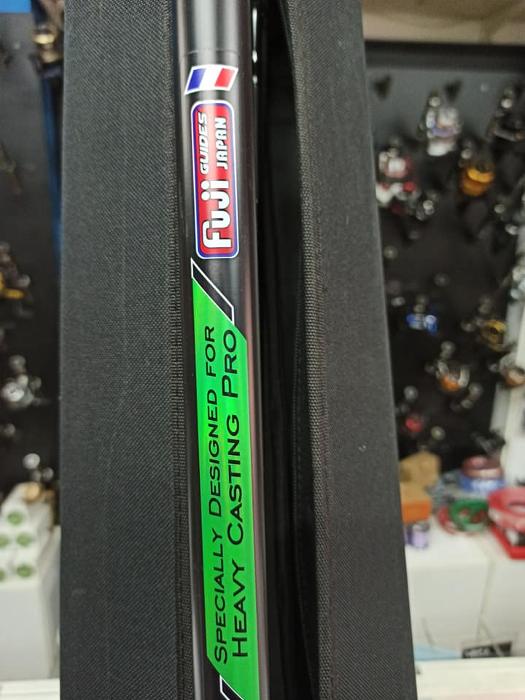 Fuji GUIDES
JAPAN
SPECIALLY DESIGNED FOR
HEAVY CASTING PRO